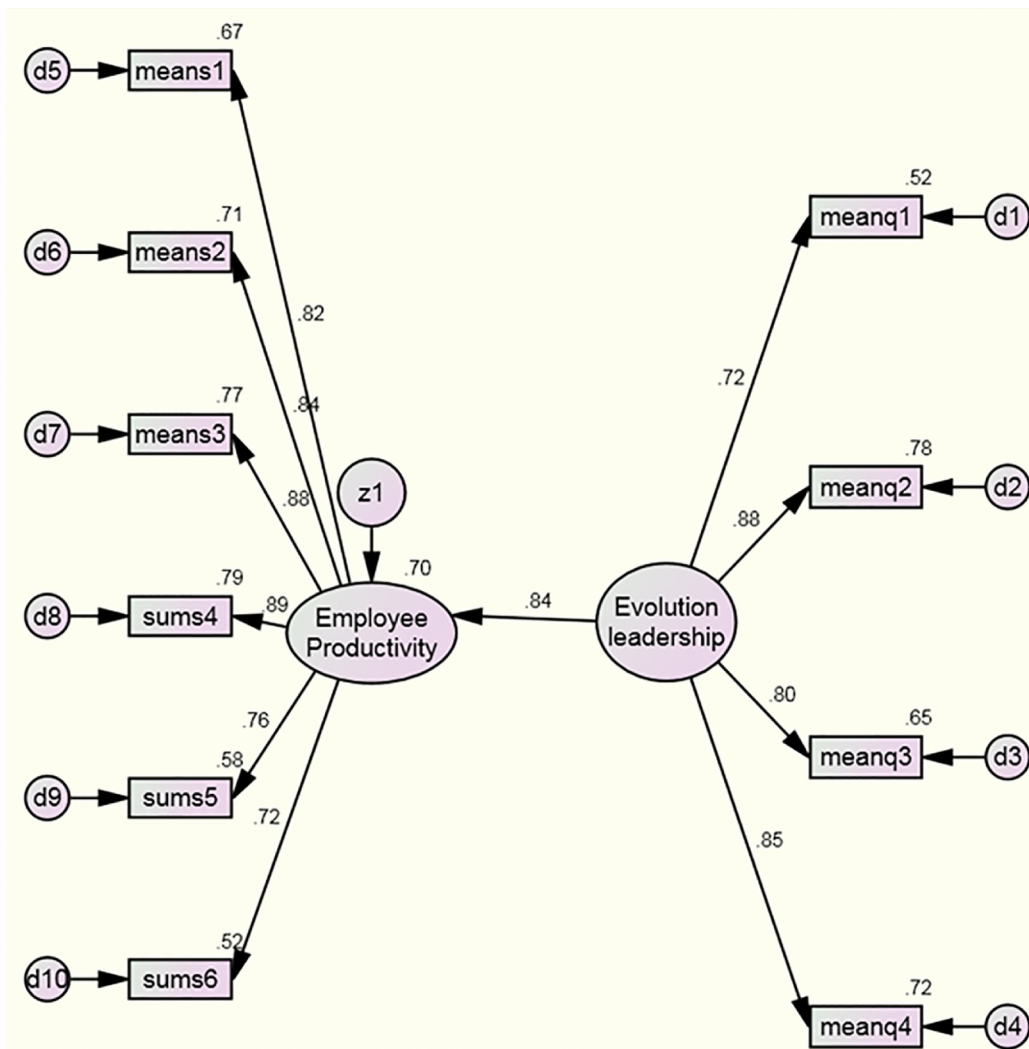 .67
d5 means1
.52
meanq1 d1
.71
d6 means2
.82
.72
.77
.84
d7 means3
.78
meanq2 d2
.88
z1
.88
.79
.70
d8 sums4
.89
Employee
Productivity
.84
Evolution
leadership
.80
.65
meanq3 d3
.76
.58
d9 sums5
.72
.85
.52
d10 sums6
.72
meanq4 d4